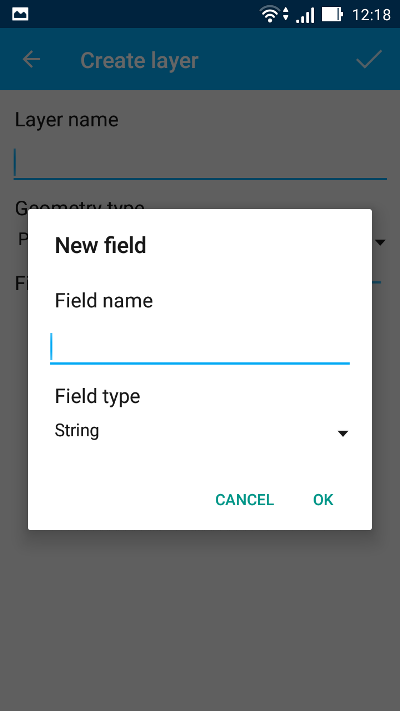 12:18
Create layer
Layer name
Geometry type
New field
Field name
Field type
String
CANCEL
OK